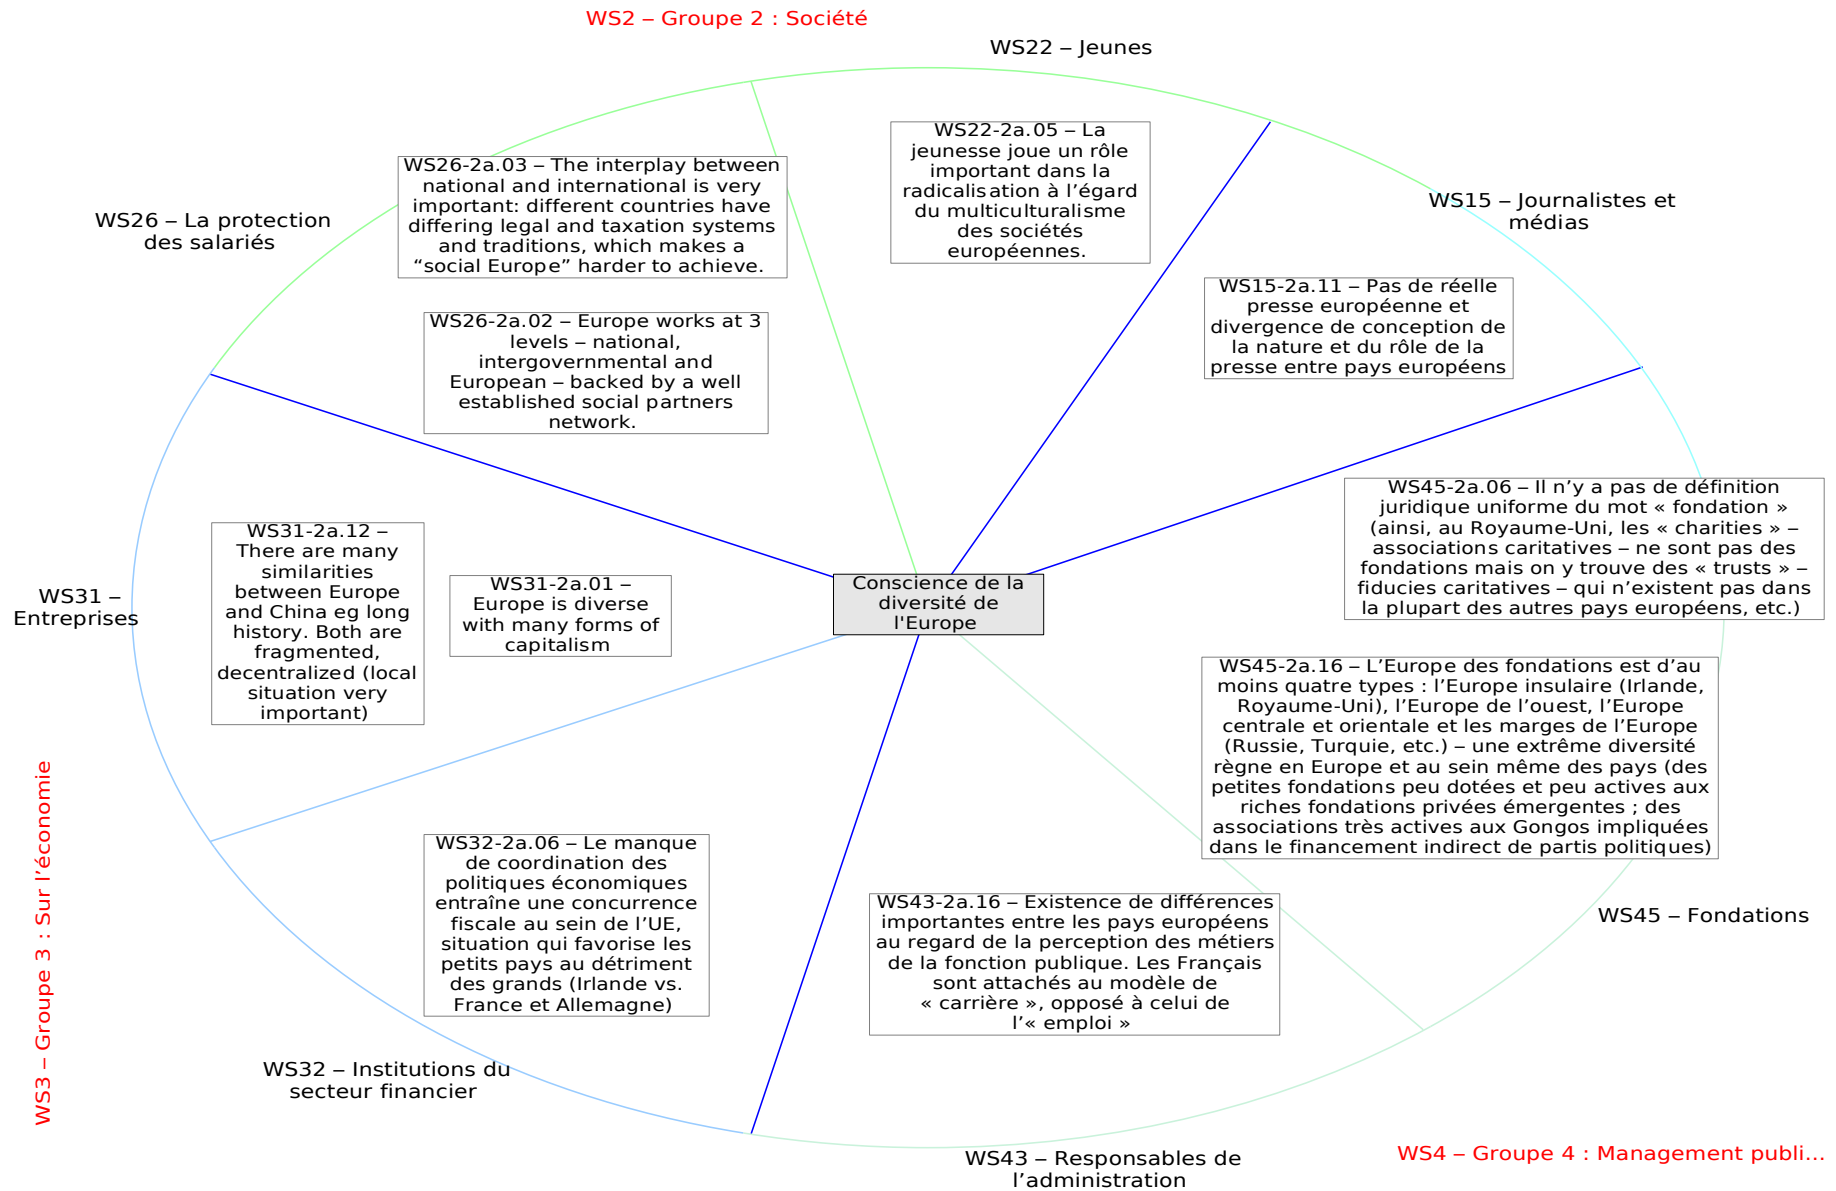 WS2 – Groupe 2 : Société
WS22 – Jeunes
WS22-2a.05 – La
jeunesse joue un rôle
important dans la
radicalisation à l’égard
du multiculturalisme
des sociétés
européennes.
WS26-2a.03 – The interplay between
national and international is very
important: different countries have
differing legal and taxation systems
and traditions, which makes a
“social Europe” harder to achieve.
WS26 – La protection
des salariés
WS15 – Journalistes et
médias
WS15-2a.11 – Pas de réelle
presse européenne et
divergence de conception de
la nature et du rôle de la
presse entre pays européens
WS26-2a.02 – Europe works at 3
levels – national,
intergovernmental and
European – backed by a well
established social partners
network.
WS45-2a.06 – Il n’y a pas de définition
juridique uniforme du mot « fondation »
(ainsi, au Royaume-Uni, les « charities » –
associations caritatives – ne sont pas des
fondations mais on y trouve des « trusts » –
fiducies caritatives – qui n’existent pas dans
la plupart des autres pays européens, etc.)
WS31-2a.12 –
There are many
similarities
between Europe
and China eg long
history. Both are
fragmented,
decentralized (local
situation very
important)
WS31-2a.01 –
Europe is diverse
with many forms of
capitalism
Conscience de la
diversité de
l'Europe
WS31 –
Entreprises
WS45-2a.16 – L’Europe des fondations est d’au
moins quatre types : l’Europe insulaire (Irlande,
Royaume-Uni), l’Europe de l’ouest, l’Europe
centrale et orientale et les marges de l’Europe
(Russie, Turquie, etc.) – une extrême diversité
règne en Europe et au sein même des pays (des
petites fondations peu dotées et peu actives aux
riches fondations privées émergentes ; des
associations très actives aux Gongos impliquées
dans le financement indirect de partis politiques)
WS3 – Groupe 3 : Sur l’économie
WS32-2a.06 – Le manque
de coordination des
politiques économiques
entraîne une concurrence
fiscale au sein de l’UE,
situation qui favorise les
petits pays au détriment
des grands (Irlande vs.
France et Allemagne)
WS43-2a.16 – Existence de différences
importantes entre les pays européens
au regard de la perception des métiers
de la fonction publique. Les Français
sont attachés au modèle de
« carrière », opposé à celui de
l’« emploi »
WS45 – Fondations
WS32 – Institutions du
secteur financier
WS43 – Responsables de
l’administration
WS4 – Groupe 4 : Management publi...